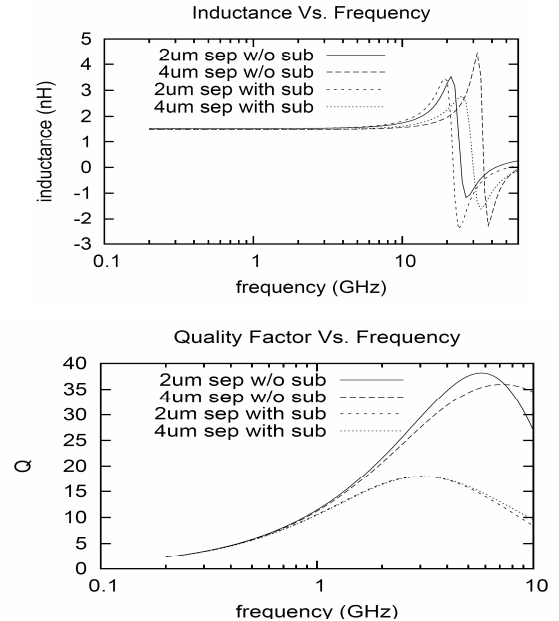 Inductance Vs. Frequency
2um sep w/o sub
4um sep w/o sub
2um sep with sub
4um sep with sub
inductance (nH)
5
4
3
2
1
0
-1
-2
-3
0.1
1
10
frequency (GHz)
Quality Factor Vs. Frequency
2um sep w/o sub
4um sep w/o sub
2um sep with sub
4um sep with sub
Q
40
35
30
25
20
15
10
5
0
0.1
1
10
frequency (GHz)